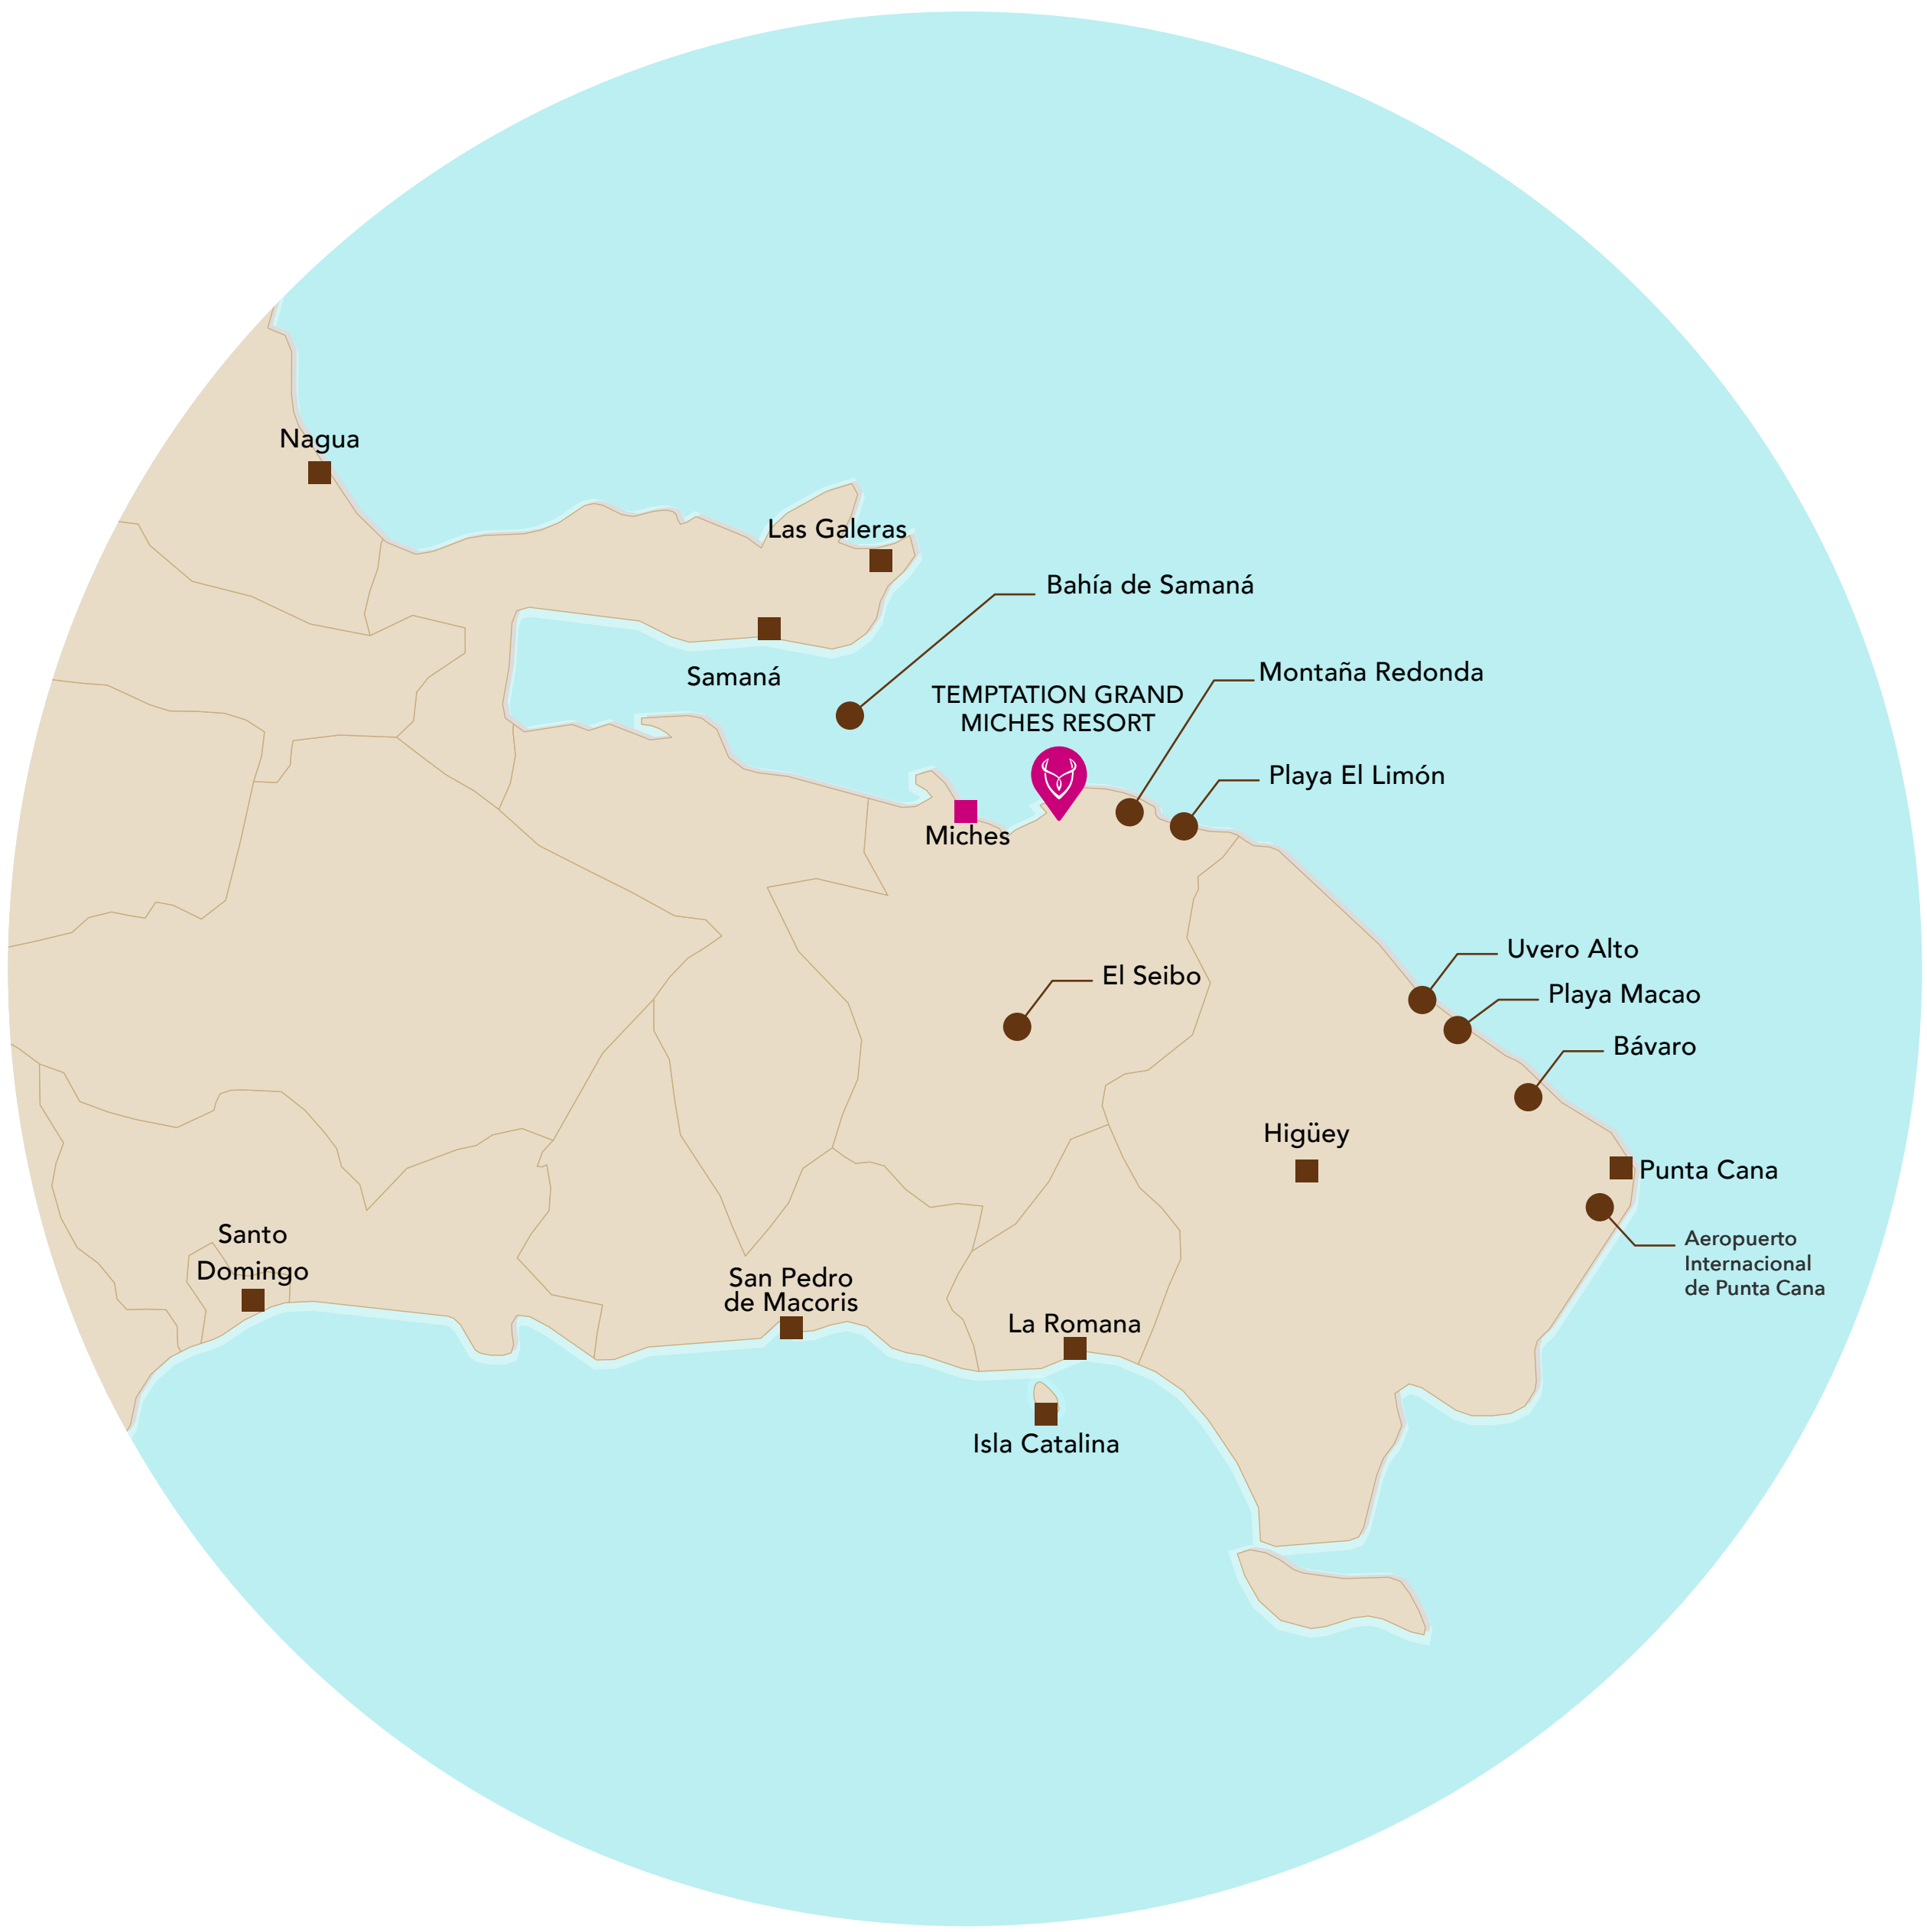 Nagua
Las Galeras
Bahía de Samaná
Samaná
Montaña Redonda
TEMPTATION GRAND
MICHES RESORT
Playa El Limón
Miches
Uvero Alto
El Seibo
Playa Macao
Bávaro
Higüey
Punta Cana
Santo
Domingo
Aeropuerto
Internacional
de Punta Cana
San Pedro
de Macoris
La Romana
Isla Catalina